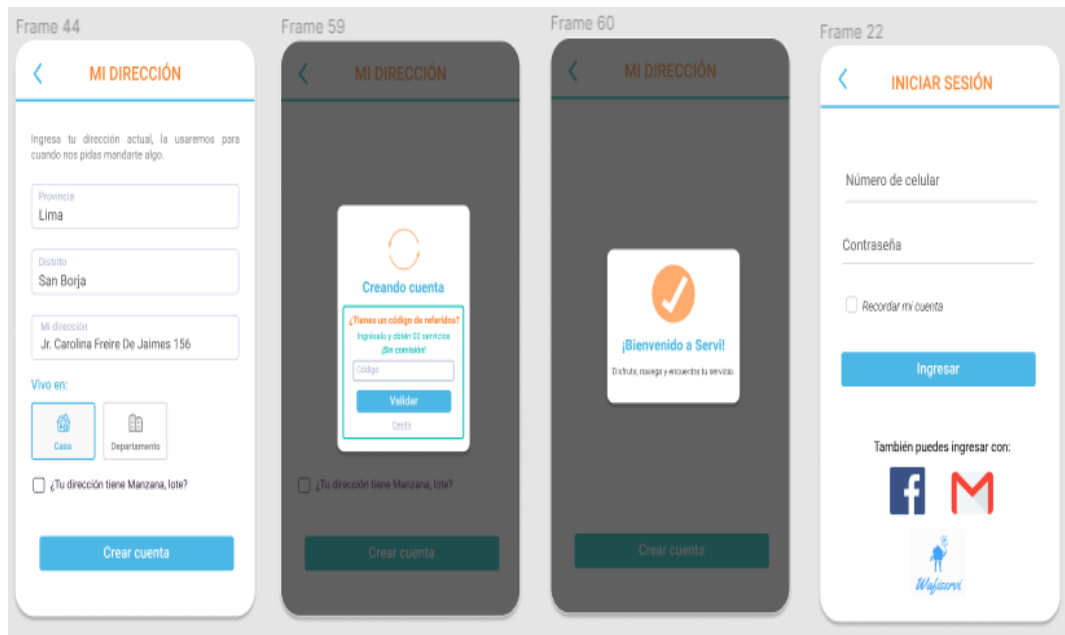 Frame 44
MI DIRECCIÓN
Ingresa tu dirección actual, la usaremos para
cuando nos pidas mandarte algo.
Provincia
Lima
Distrito
San Borja
Mi dirección
Jr. Carolina Freire De Jaimes 156
Vivo en:
Casa
Departamento
¿Tu dirección tiene Manzana, lote?
Crear cuenta
Frame 59
MI DIRECCIÓN
Creando cuenta
¿Tienes un código de referidos?
Ingrésalo y obtén 02 servicios
¡Sin comisión!
Código
Validar
Omitir
¿Tu dirección tiene Manzana, lote?
Crear cuenta
Frame 60
MI DIRECCIÓN
¡Bienvenido a Servi!
Disfruta, navega y encuentra tu servicio.
Crear cuenta
Frame 22
INICIAR SESIÓN
Número de celular
Contraseña
Recordar mi cuenta
Ingresar
También puedes ingresar con:
f
M
Wafiservi